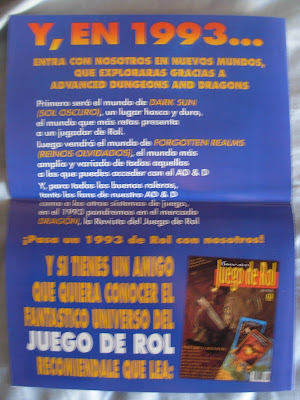 Y, EN 1993...
ENTRA CON NOSOTROS EN NUEVOS MUNDOS,
QUE EXPLORARAS GRACIAS A
ADVANCED DUNGEONS AND DRAGONS
Primero será el mundo de DARK SUN
(SOL OSCURO), un lugar hosco y duro,
el mundo que más retos presenta
a un jugador de Rol.
Luego vendrá el mundo de FORGOTTEN REALMS
(REINOS OLVIDADOS), el mundo más
amplio y variado de todos aquellos
a los que puedes acceder con el AD & D
Y, para todos los buenos roleros,
tanto los fans de nuestro AD & D
como a los otros sistemas de juego,
en el 1993 pondremos en el mercado
DRAGÓN, la Revista del Juego de Rol
¡Pasa un 1993 de Rol con nosotros!
Y SI TIENES UN AMIGO
QUE QUIERA CONOCER EL
FANTASTICO UNIVERSO DEL
JUEGO DE ROL
RECOMIENDALE QUE LEA:
Juego de Rol